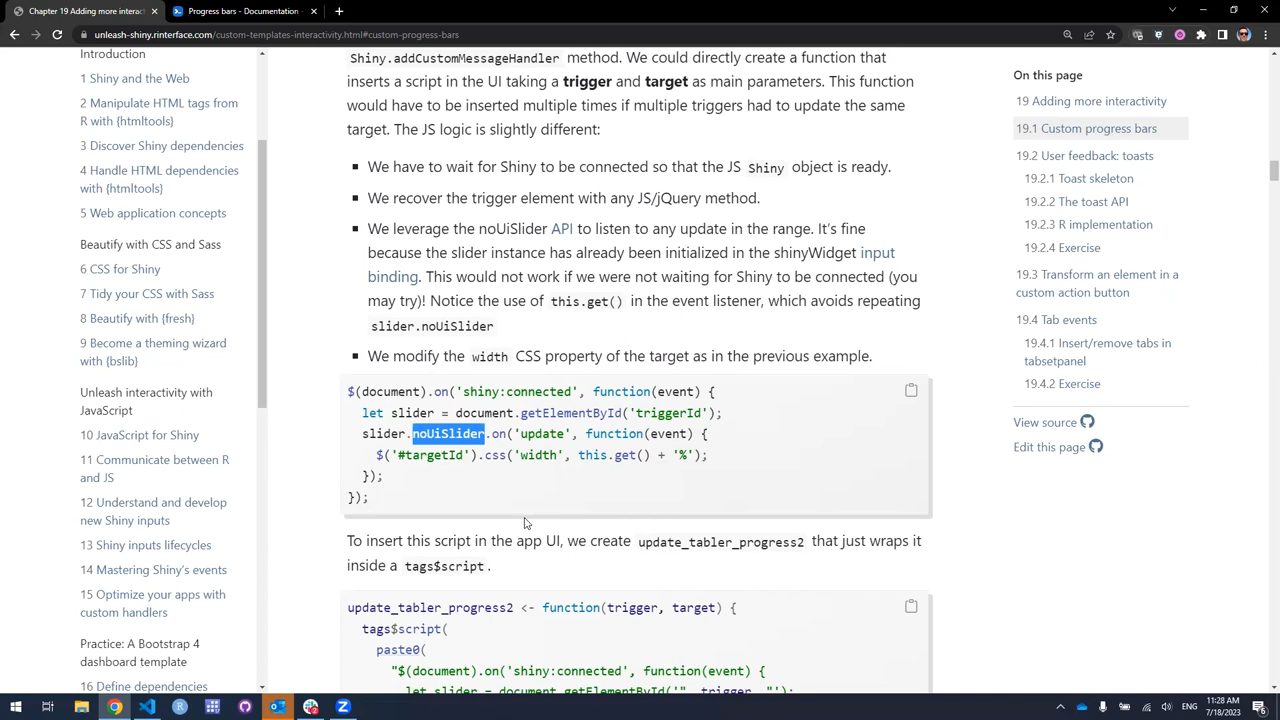 Chapter 19 Adding more interac
Progress bars - Documentation -
unleash-shiny.rinterface.com/custom-templates-interactivity.html#custom-progress-bars
Introduction
1 Shiny and the Web
2 Manipulate HTML tags from
R with {htmltools}
3 Discover Shiny dependencies
4 Handle HTML dependencies
with {htmltools}
5 Web application concepts
Beautify with CSS and Sass
6 CSS for Shiny
7 Tidy your CSS with Sass
8 Beautify with {fresh}
9 Become a theming wizard
with {bslib}
Unleash interactivity with
JavaScript
10 JavaScript for Shiny
11 Communicate between R
and JS
12 Understand and develop
new Shiny inputs
13 Shiny inputs lifecycles
14 Mastering Shiny's events
15 Optimize your apps with
custom handlers
Practice: A Bootstrap 4
dashboard template
16 Define dependencies
Shiny.addCustomMessageHandler method. We could directly create a function that
inserts a script in the UI taking a trigger and target as main parameters. This function
would have to be inserted multiple times if multiple triggers had to update the same
target. The JS logic is slightly different:
We have to wait for Shiny to be connected so that the JS Shiny object is ready.
We recover the trigger element with any JS/jQuery method.
We leverage the noUiSlider API to listen to any update in the range. It's fine
because the slider instance has already been initialized in the shinyWidget input
binding. This would not work if we were not waiting for Shiny to be connected (you
may try)! Notice the use of this.get() in the event listener, which avoids repeating
slider.noUiSlider
We modify the width CSS property of the target as in the previous example.
$(document).on('shiny:connected', function(event) {
let slider = document.getElementById('triggerId');
slider.noUiSlider.on('update', function(event) {
$('#targetId').css('width', this.get() + '%');
});
});
To insert this script in the app UI, we create update_tabler_progress2 that just wraps it
inside a tags$script.
update_tabler_progress2 <- function(trigger, target) {
tags$script(
paste0(
"$(document).on('shiny:connected', function(event) {
let slider = document.getElementById('", trigger, "');
On this page
19 Adding more interactivity
19.1 Custom progress bars
19.2 User feedback: toasts
19.2.1 Toast skeleton
19.2.2 The toast API
19.2.3 R implementation
19.2.4 Exercise
19.3 Transform an element in a
custom action button
19.4 Tab events
19.4.1 Insert/remove tabs in
tabsetpanel
19.4.2 Exercise
View source
Edit this page
ENG
11:28 AM
7/18/2023